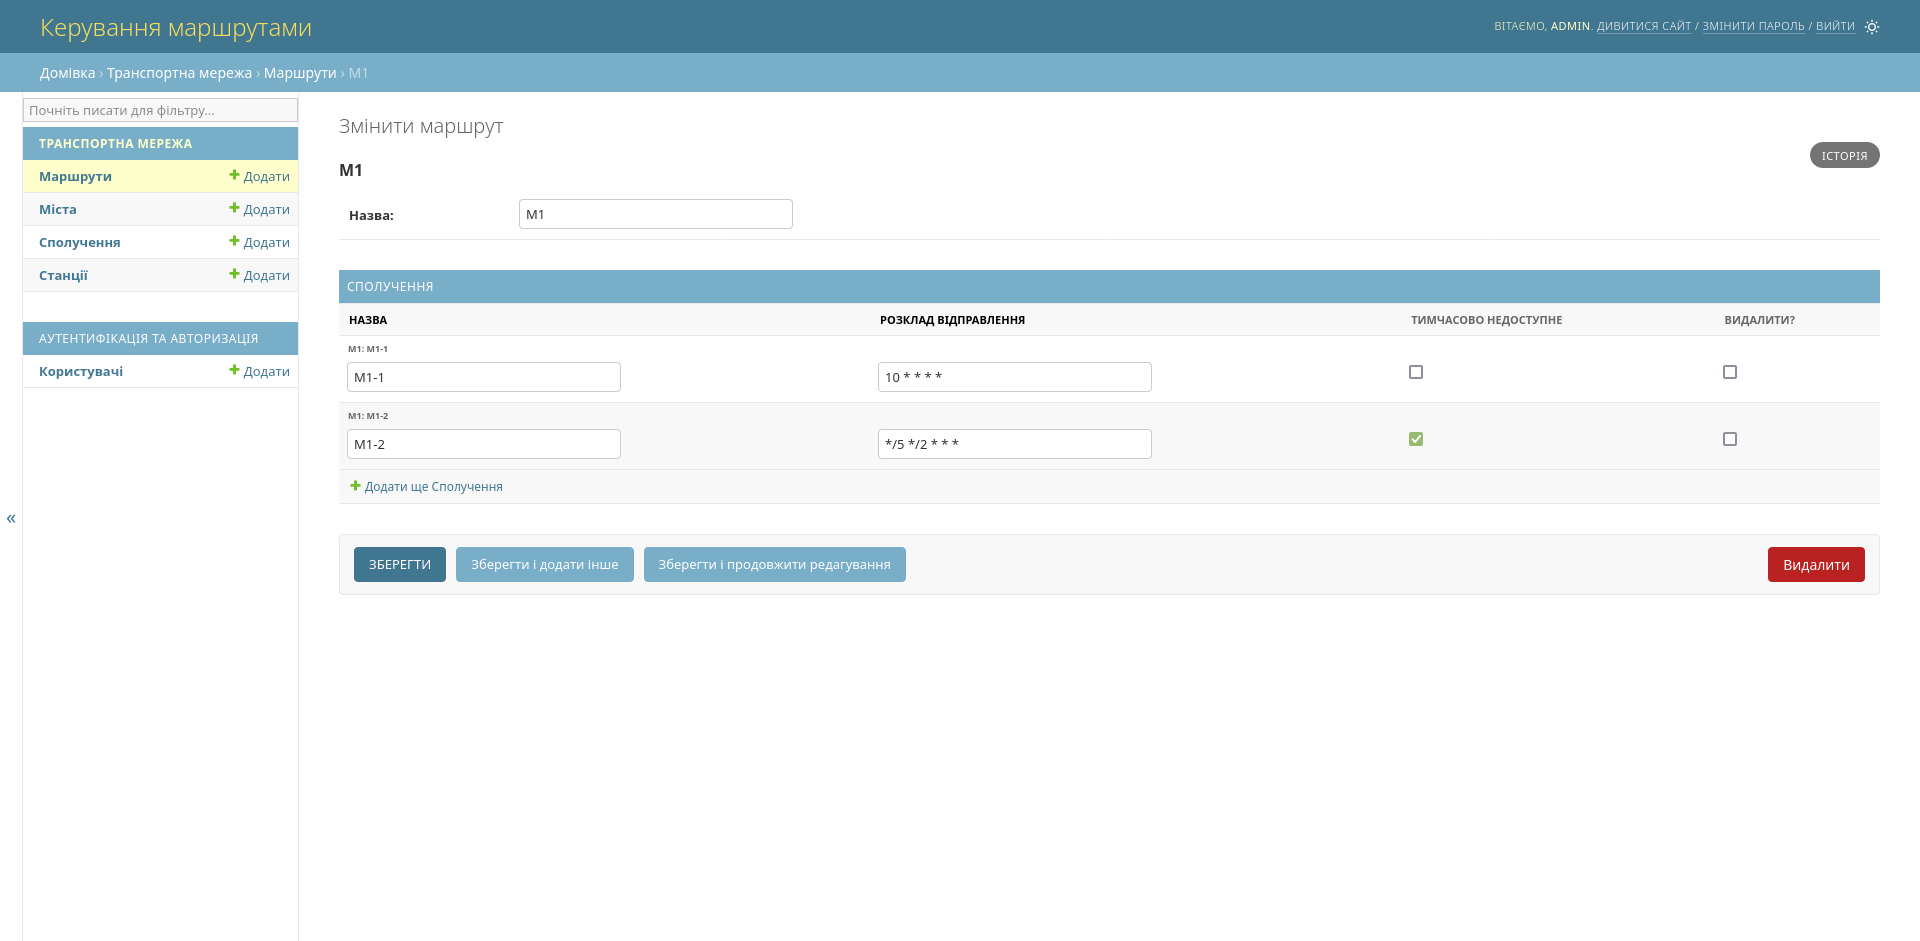 Керування маршрутами
ВІТАЄМО, ADMIN. ДИВИТИСЯ САЙТ / ЗМІНИТИ ПАРОЛЬ / ВИЙТИ
Домівка › Транспортна мережа › Маршрути › M1
Почніть писати для фільтру...
ТРАНСПОРТНА МЕРЕЖА
Маршрути Додати
Міста Додати
Сполучення Додати
Станції Додати
АУТЕНТИФІКАЦІЯ ТА АВТОРИЗАЦІЯ
Користувачі Додати
«
Змінити маршрут
ІСТОРІЯ
M1
Назва: M1
СПОЛУЧЕННЯ
НАЗВА РОЗКЛАД ВІДПРАВЛЕННЯ ТИМЧАСОВО НЕДОСТУПНЕ ВИДАЛИТИ?
M1: M1-1
M1-1 10 * * * *
M1: M1-2
M1-2 */5 */2 * * *
Додати ще Сполучення
ЗБЕРЕГТИ Зберегти і додати інше Зберегти і продовжити редагування Видалити